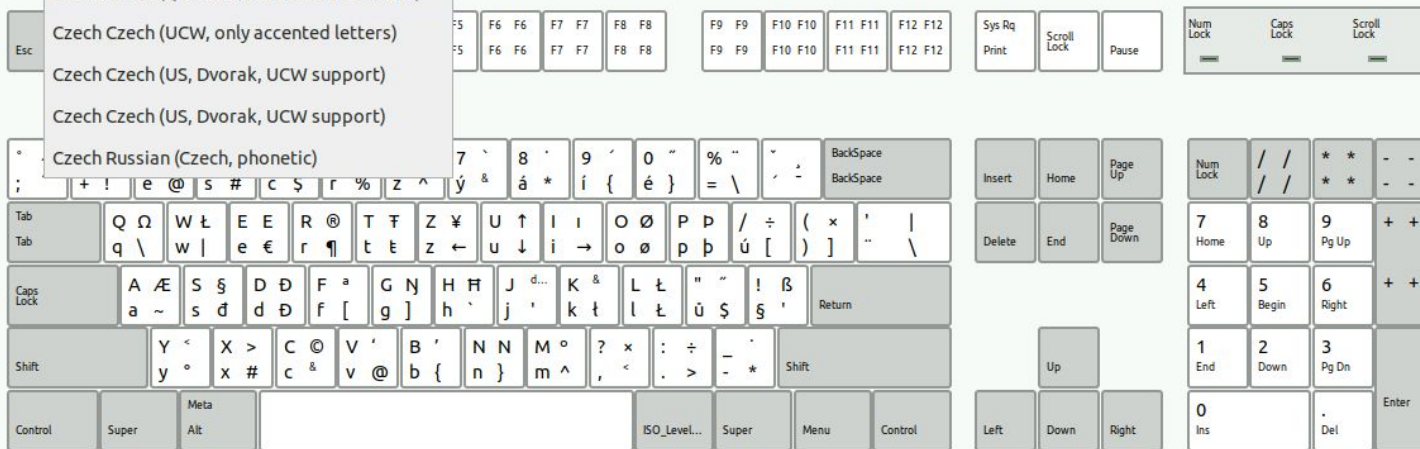 Czech Czech (UCW, only accented letters)
Czech Czech (US, Dvorak, UCW support)
Czech Czech (US, Dvorak, UCW support)
Czech Russian (Czech, phonetic)
Esc
F5 F6 F6 F7 F7 F8 F8 F9 F9 F10 F10 F11 F11 F12 F12
F5 F6 F6 F7 F7 F8 F8 F9 F9 F10 F10 F11 F11 F12 F12
Sys Rq
Print
Scroll
Lock
Pause
Num
Lock
Caps
Lock
Scroll
Lock
° 7 ` 8 ˙ 9 ´ 0 ˝ % ¨ ˇ ¸ BackSpace
; + ! ě @ š # č $ ř % ž ^ ý & á * í { é } = \ ´ ¯ BackSpace
Insert Home Page
Up
Num
Lock
/ / * * - -
/ / * * - -
Tab Q Ω W Ł E E R ® T Ŧ Z ¥ U ↑ I ı O Ø P Þ / ÷ ( × ' |
Tab q \ w | e € r ¶ t ŧ z ← u ↓ i → o ø p þ ú [ ) ] ¨ \
Delete End Page
Down
7 8 9 + +
Home Up Pg Up
Caps
Lock
A Æ S § D Ð F ª G Ŋ H Ħ J d... K & L Ł " ˝ ! ß
a ~ s đ d Đ f [ g ] h ` j ' k ł l Ł ů $ § ' Return
4 5 6 + +
Left Begin Right
Shift Y < X > C © V ‘ B ’ N N M º ? × : ÷ _ ˙ Shift
y ° x # c & v @ b { n } m ^ , < . > - *
Up
1 2 3
End Down Pg Dn
Enter
Control Super Meta
Alt
ISO_Level... Super Menu Control
Left Down Right
0 .
Ins Del